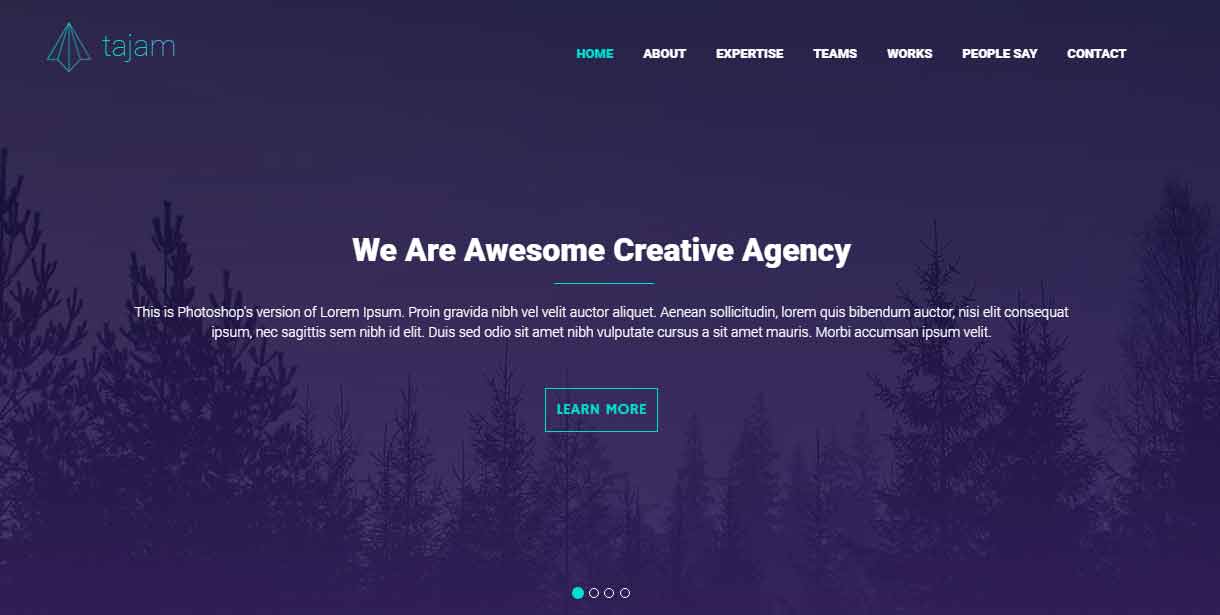 tajam
HOME ABOUT EXPERTISE TEAMS WORKS PEOPLE SAY CONTACT
We Are Awesome Creative Agency
This is Photoshop's version of Lorem Ipsum. Proin gravida nibh vel velit auctor aliquet. Aenean sollicitudin, lorem quis bibendum auctor, nisi elit consequat
ipsum, nec sagittis sem nibh id elit. Duis sed odio sit amet nibh vulputate cursus a sit amet mauris. Morbi accumsan ipsum velit.
LEARN MORE